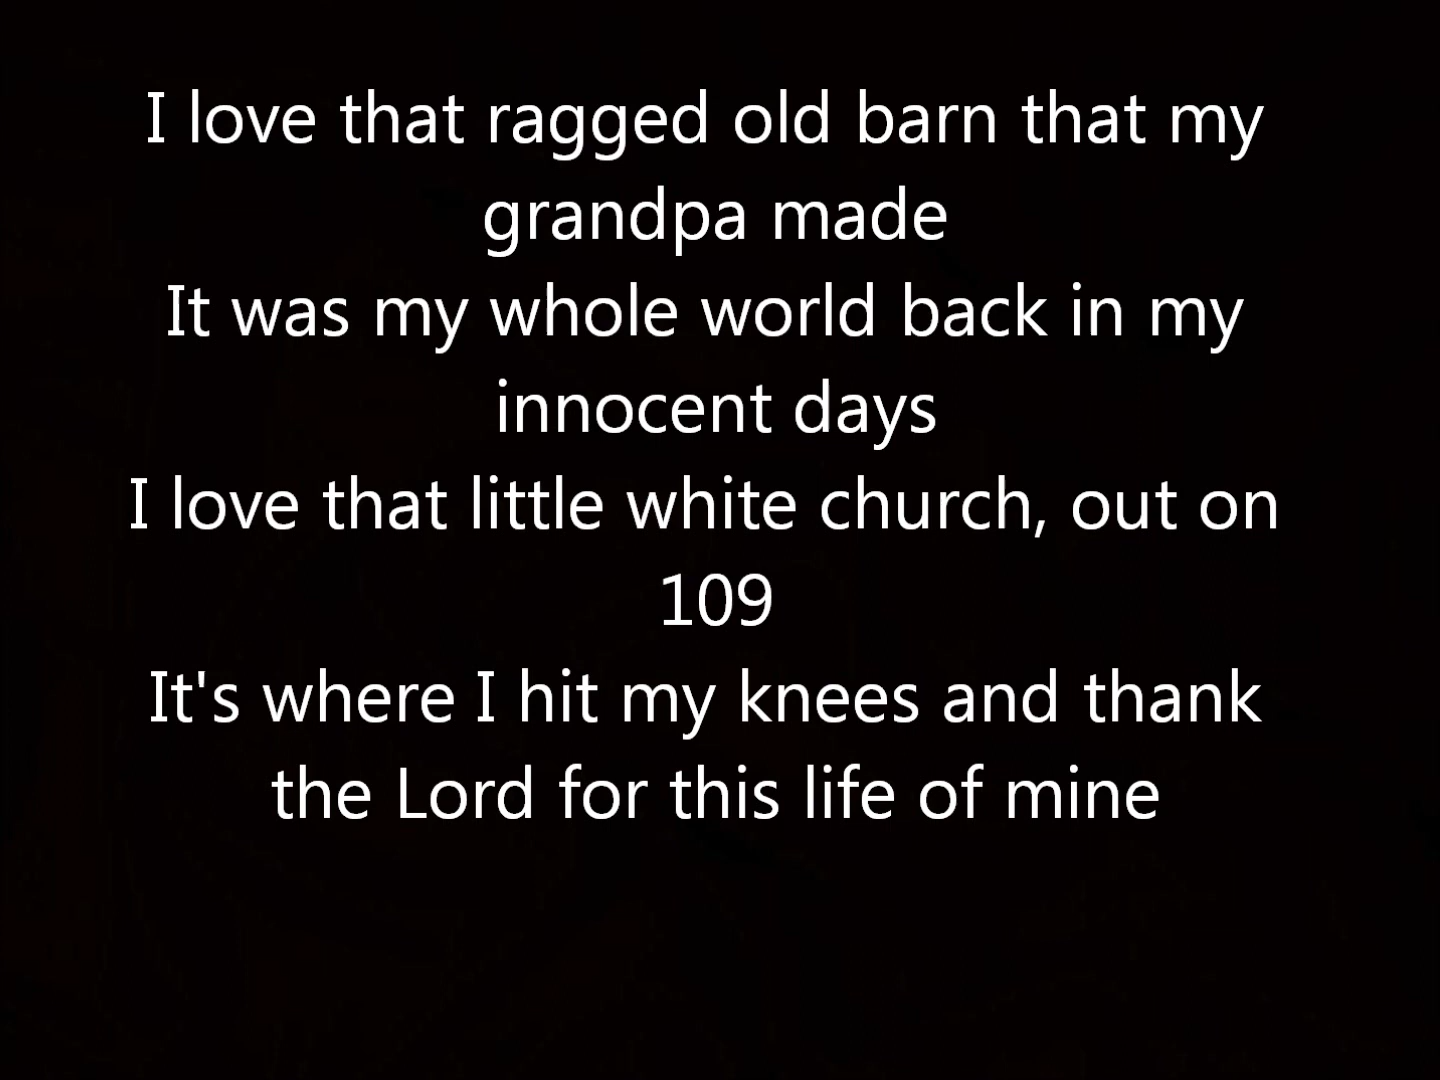 I love that ragged old barn that my
grandpa made
It was my whole world back in my
innocent days
I love that little white church, out on
109
It's where I hit my knees and thank
the Lord for this life of mine